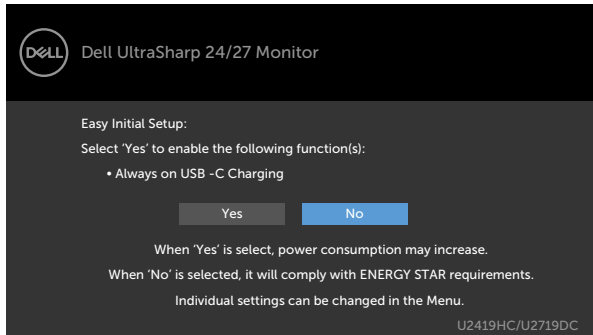 DELL Dell UltraSharp 24/27 Monitor
Easy Initial Setup:
Select ‘Yes’ to enable the following function(s):
• Always on USB -C Charging
Yes No
When ‘Yes’ is select, power consumption may increase.
When ‘No’ is selected, it will comply with ENERGY STAR requirements.
Individual settings can be changed in the Menu.
U2419HC/U2719DC